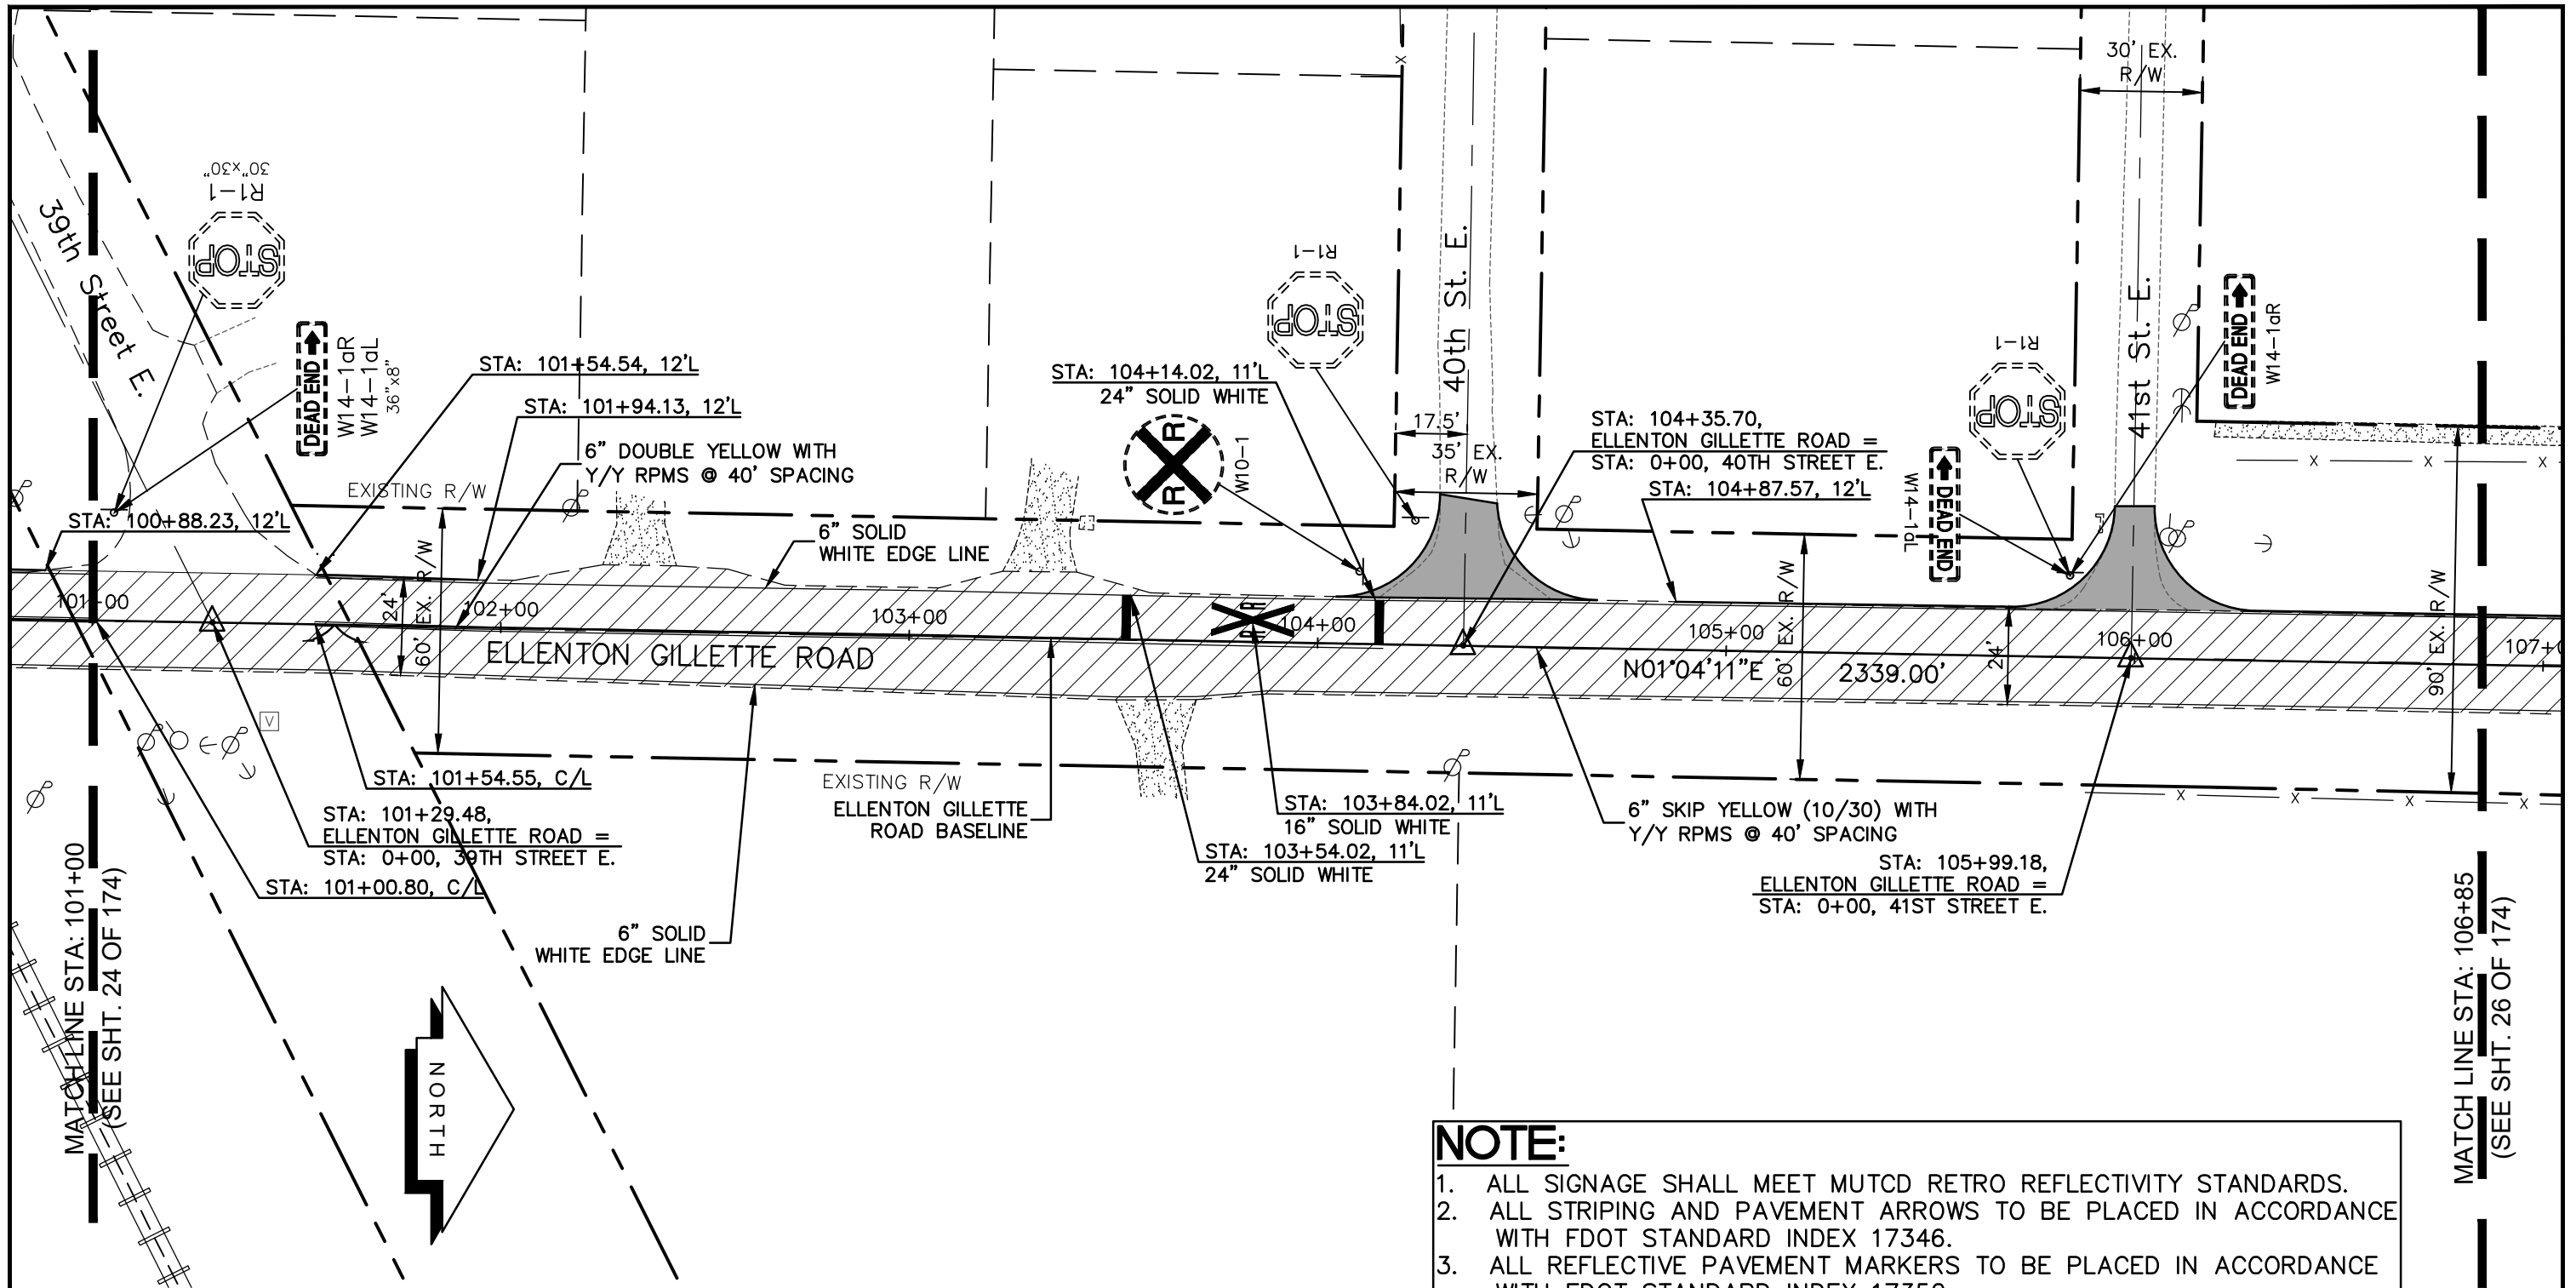 30' EX.
R/W
30"x30"
R1-1
STOP
39th Street E.
DEAD END
W14-1aR
W14-1aL
36"x8"
STA: 101+54.54, 12'L
STA: 101+94.13, 12'L
6" DOUBLE YELLOW WITH
Y/Y RPMS @ 40' SPACING
EXISTING R/W
STA: 100+88.23, 12'L
6" SOLID
WHITE EDGE LINE
STA: 104+14.02, 11'L
24" SOLID WHITE
R R
W10-1
R1-1
STOP
40th St. E.
17.5'
35' EX.
R/W
STA: 104+35.70,
ELLENTON GILLETTE ROAD =
STA: 0+00, 40TH STREET E.
STA: 104+87.57, 12'L
R1-1
STOP
W14-1aL
DEAD END
41st St. E.
DEAD END
W14-1aR
101+00
102+00
103+00
104+00
105+00
106+00
107+0
24'
60' EX. R/W
R R
ELLENTON GILLETTE ROAD
N01°04'11"E
60' EX. R/W
2339.00'
24'
90' EX. R/W
V
STA: 101+54.55, C/L
STA: 101+29.48,
ELLENTON GILLETTE ROAD =
STA: 0+00, 39TH STREET E.
STA: 101+00.80, C/L
EXISTING R/W
ELLENTON GILLETTE
ROAD BASELINE
STA: 103+84.02, 11'L
16" SOLID WHITE
STA: 103+54.02, 11'L
24" SOLID WHITE
6" SKIP YELLOW (10/30) WITH
Y/Y RPMS @ 40' SPACING
STA: 105+99.18,
ELLENTON GILLETTE ROAD =
STA: 0+00, 41ST STREET E.
6" SOLID
WHITE EDGE LINE
MATCH LINE STA: 101+00
(SEE SHT. 24 OF 174)
MATCH LINE STA: 106+85
(SEE SHT. 26 OF 174)
NORTH
NOTE:
1. ALL SIGNAGE SHALL MEET MUTCD RETRO REFLECTIVITY STANDARDS.
2. ALL STRIPING AND PAVEMENT ARROWS TO BE PLACED IN ACCORDANCE
WITH FDOT STANDARD INDEX 17346.
3. ALL REFLECTIVE PAVEMENT MARKERS TO BE PLACED IN ACCORDANCE
WITH FDOT STANDARD INDEX